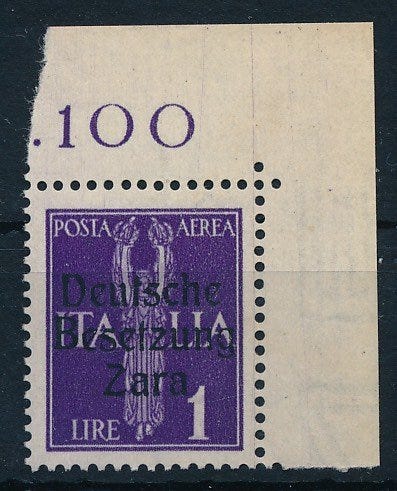 .100
POSTA AEREA
Deutsche
ITALIA
Besetzung
Zara
LIRE 1